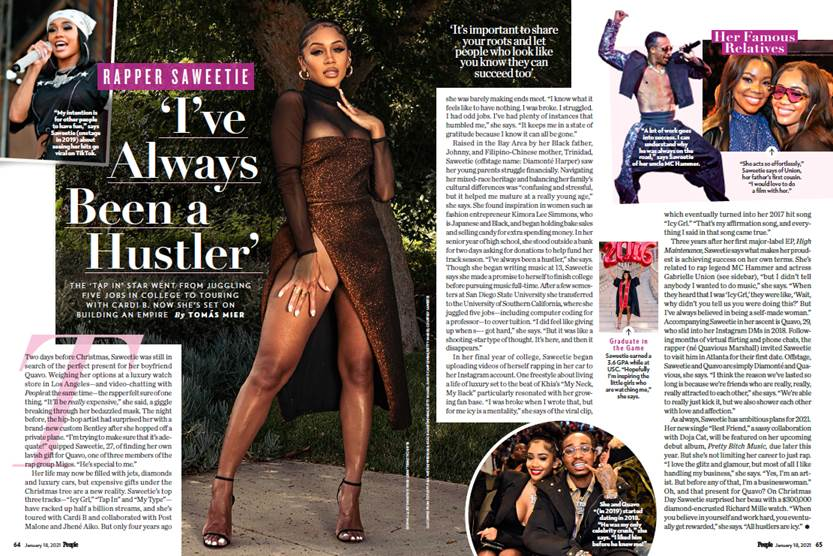 "My intention is
for other people
to have fun," says
Saweetie (onstage
in 2019) about
seeing her hits go
viral on TikTok.
RAPPER SAWEETIE
'I've
Always
Been a
Hustler'
THE 'TAP IN' STAR WENT FROM JUGGLING
FIVE JOBS IN COLLEGE TO TOURING
WITH CARDI B. NOW SHE'S SET ON
BUILDING AN EMPIRE By TOMÁS MIER
Two days before Christmas, Saweetie was still in
search of the perfect present for her boyfriend
Quavo. Weighing her options at a luxury watch
store in Los Angeles—and video-chatting with
People at the same time—the rapper felt sure of one
thing. "It'll be really expensive," she said, a giggle
breaking through her bedazzled mask. The night
before, the hip-hop artist had surprised her with a
brand-new custom Bentley after she hopped off a
private plane. "I'm trying to make sure that it's ade-
quate!" quipped Saweetie, 27, of finding her own
lavish gift for Quavo, one of three members of the
rap group Migos. "He's special to me."
Her life may now be filled with jets, diamonds
and luxury cars, but expensive gifts under the
Christmas tree are a new reality. Saweetie's top
three tracks—"Icy Grl," "Tap In" and "My Type"—
have racked up half a billion streams, and she's
toured with Cardi B and collaborated with Post
Malone and Jhené Aiko. But only four years ago
64 January 18, 2021 People
'It's important to share
your roots and let
people who look like
you know they can
succeed too'
she was barely making ends meet. "I know what it
feels like to have nothing. I was broke. I struggled.
I had odd jobs. I've had plenty of instances that
humbled me," she says. "It keeps me in a state of
gratitude because I know it can all be gone."
Raised in the Bay Area by her Black father,
Johnny, and Filipino-Chinese mother, Trinidad,
Saweetie (offstage name: Diamonté Harper) saw
her young parents struggle financially. Navigating
her mixed-race heritage and balancing her family's
cultural differences was "confusing and stressful,
but it helped me mature at a really young age,"
she says. She found inspiration in women such as
fashion entrepreneur Kimora Lee Simmons, who
is Japanese and Black, and began holding bake sales
and selling candy for extra spending money. In her
senior year of high school, she stood outside a bank
for two days asking for donations to help fund her
track season. "I've always been a hustler," she says.
Though she began writing music at 13, Saweetie
says she made a promise to herself to finish college
before pursuing music full-time. After a few semes-
ters at San Diego State University she transferred
to the University of Southern California, where she
juggled five jobs—including computer coding for
a professor—to cover tuition. "I did feel like giving
up when s— got hard," she says. "But it was like a
shooting-star type of thought. It's here, and then it
disappears."
In her final year of college, Saweetie began
uploading videos of herself rapping in her car to
her Instagram account. One freestyle about living
a life of luxury set to the beat of Khia's "My Neck,
My Back" particularly resonated with her grow-
ing fan base. "I was broke when I wrote that, but
for me icy is a mentality," she says of the viral clip,
She and Quavo
(in 2019) started
dating in 2018.
"He was my only
celebrity crush," she
says. "I liked him
before he knew me!"
Her Famous
Relatives
"A lot of work goes
into success. I can
understand why
he was always on the
road," says Saweetie
of her uncle MC Hammer.
"She acts so effortlessly,"
Saweetie says of Union,
her father's first cousin.
"I would love to do
a film with her."
2016
Graduate in
the Game
Saweetie earned a
3.6 GPA while at
USC. "Hopefully
I'm inspiring the
little girls who
are watching me,"
she says.
which eventually turned into her 2017 hit song
"Icy Grl." "That's my affirmation song, and every-
thing I said in that song came true."
Three years after her first major-label EP, High
Maintenance, Saweetie says what makes her proud-
est is achieving success on her own terms. She's
related to rap legend MC Hammer and actress
Gabrielle Union (see sidebar), "but I didn't tell
anybody I wanted to do music," she says. "When
they heard that I was 'Icy Girl,' they were like, 'Wait,
why didn't you tell us you were doing this?' But
I've always believed in being a self-made woman."
Accompanying Saweetie in her ascent is Quavo, 29,
who slid into her Instagram DMs in 2018. Follow-
ing months of virtual flirting and phone chats, the
rapper (né Quavious Marshall) invited Saweetie
to visit him in Atlanta for their first date. Offstage,
Saweetie and Quavo are simply Diamonté and Qua-
vious, she says. "I think the reason we've lasted so
long is because we're friends who are really, really,
really attracted to each other," she says. "We're able
to really just kick it, but we also shower each other
with love and affection."
As always, Saweetie has ambitious plans for 2021.
Her new single "Best Friend," a sassy collaboration
with Doja Cat, will be featured on her upcoming
debut album, Pretty Bitch Music, due later this
year. But she's not limiting her career to just rap.
"I love the glitz and glamour, but most of all I like
handling my business," she says. "Yes, I'm an art-
ist. But before any of that, I'm a businesswoman."
Oh, and that present for Quavo? On Christmas
Day Saweetie surprised her beau with a $300,000
diamond-encrusted Richard Mille watch. "When
you believe in yourself and work hard, you eventu-
ally get rewarded," she says. "All hustlers are icy."
People January 18, 2021 65